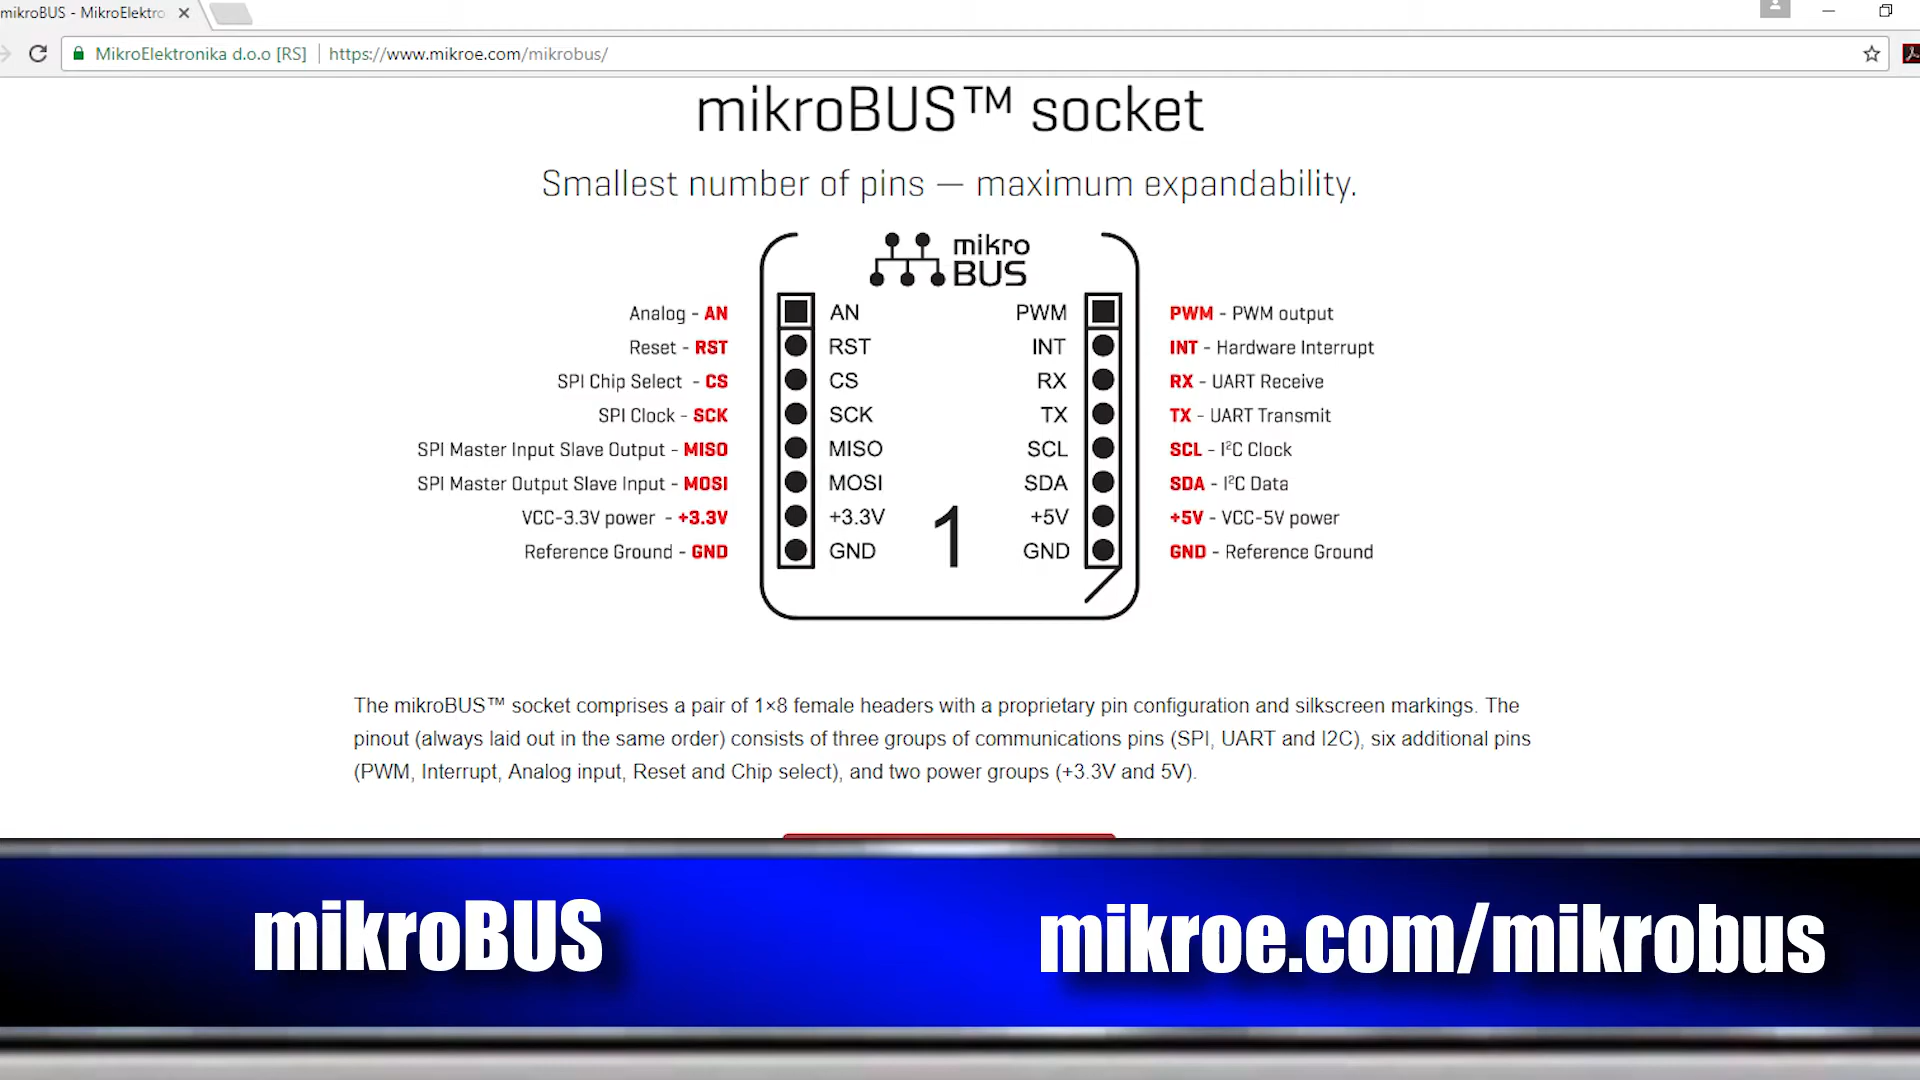 mikroBUS - MikroElektro
MikroElektronika d.o.o [RS] https://www.mikroe.com/mikrobus/
mikroBUS™ socket
Smallest number of pins — maximum expandability.
mikro
BUS
Analog - AN AN PWM PWM - PWM output
Reset - RST RST INT INT - Hardware Interrupt
SPI Chip Select - CS CS RX RX - UART Receive
SPI Clock - SCK SCK TX TX - UART Transmit
SPI Master Input Slave Output - MISO MISO SCL SCL - I²C Clock
SPI Master Output Slave Input - MOSI MOSI SDA SDA - I²C Data
VCC-3.3V power - +3.3V +3.3V 1 +5V +5V - VCC-5V power
Reference Ground - GND GND GND GND - Reference Ground
The mikroBUS™ socket comprises a pair of 1×8 female headers with a proprietary pin configuration and silkscreen markings. The
pinout (always laid out in the same order) consists of three groups of communications pins (SPI, UART and I2C), six additional pins
(PWM, Interrupt, Analog input, Reset and Chip select), and two power groups (+3.3V and 5V).
mikroBUS mikroe.com/mikrobus